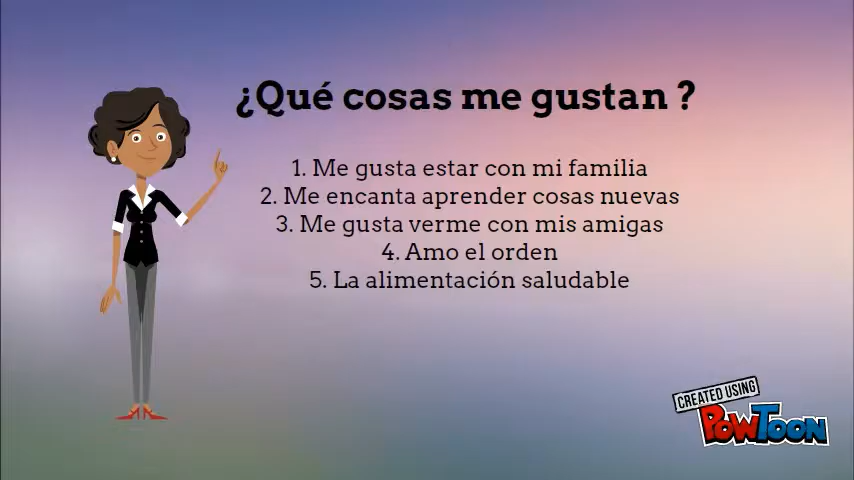 ¿Qué cosas me gustan ?
1. Me gusta estar con mi familia
2. Me encanta aprender cosas nuevas
3. Me gusta verme con mis amigas
4. Amo el orden
5. La alimentación saludable
CREATED USING
POWTOON